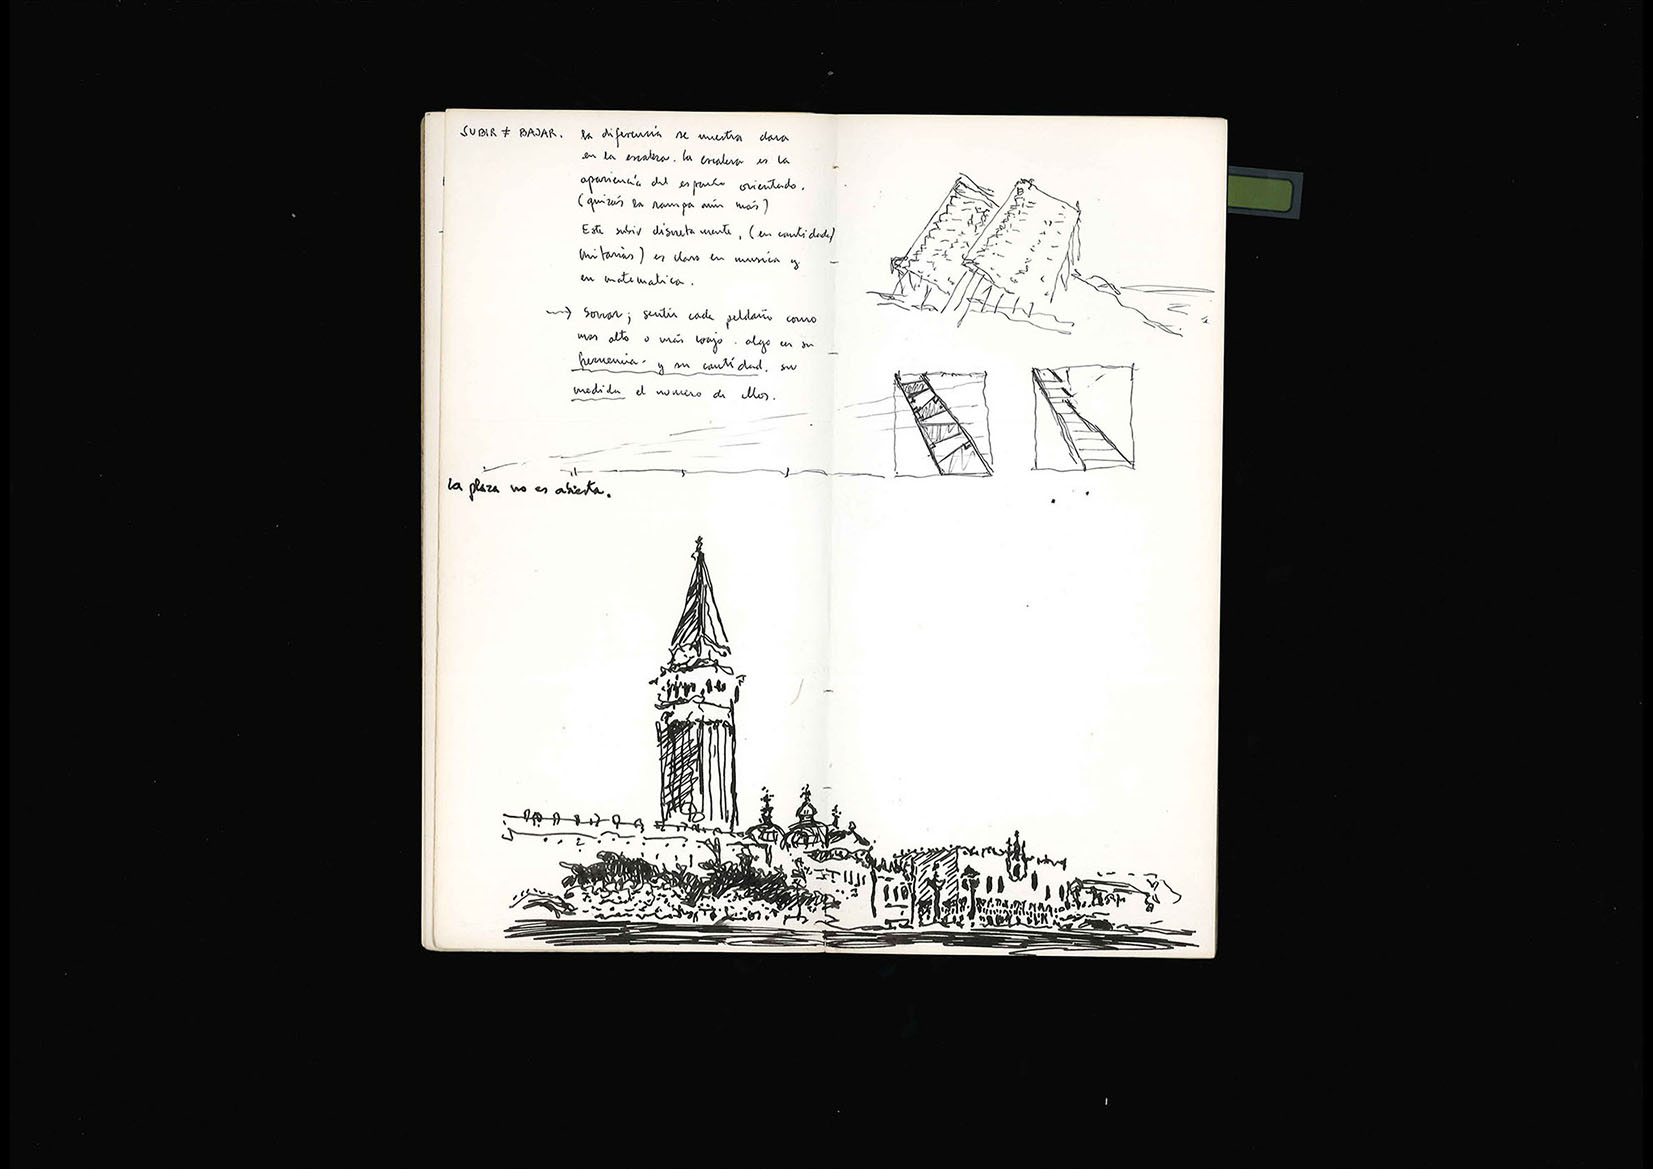 SUBIR ≠ BAJAR. la diferencia se muestra clara
en la escalera. la escalera es la
apariencia del espacio orientado.
(quizás la rampa aún más)
Este subir discretamente, (en cantidades
unitarias) es claro en musica y
en matematica.
→ Sonar; sentir cada peldaño como
mas alto o más bajo. algo en su
frecuencia y su cantidad. su
medida el número de ellos.
La plaza no es abierta.